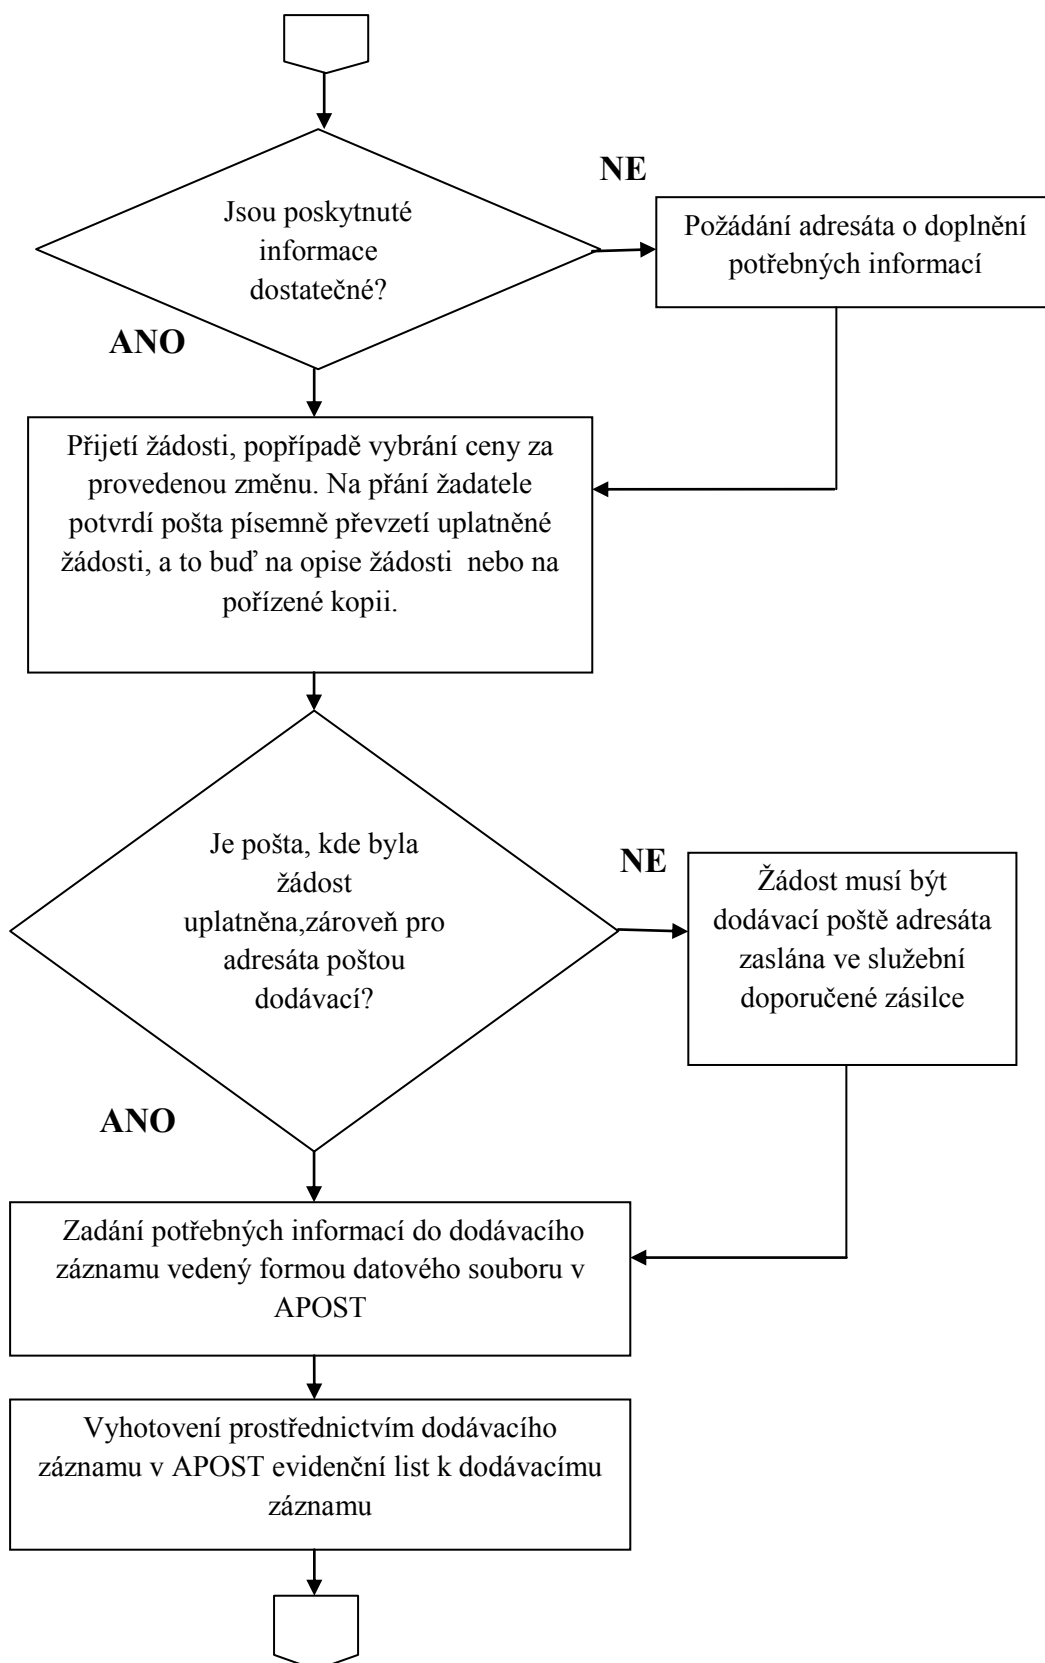 Jsou poskytnuté
informace
dostatečné?
NE
Požádání adresáta o doplnění
potřebných informací
ANO
Přijetí žádosti, popřípadě vybrání ceny za
provedenou změnu. Na přání žadatele
potvrdí pošta písemně převzetí uplatněné
žádosti, a to buď na opise žádosti  nebo na
pořízené kopii.
Je pošta, kde byla
žádost
uplatněna,zároveň pro
adresáta poštou
dodávací?
NE
Žádost musí být
dodávací poště adresáta
zaslána ve služební
doporučené zásilce
ANO
Zadání potřebných informací do dodávacího
záznamu vedený formou datového souboru v
APOST
Vyhotovení prostřednictvím dodávacího
záznamu v APOST evidenční list k dodávacímu
záznamu